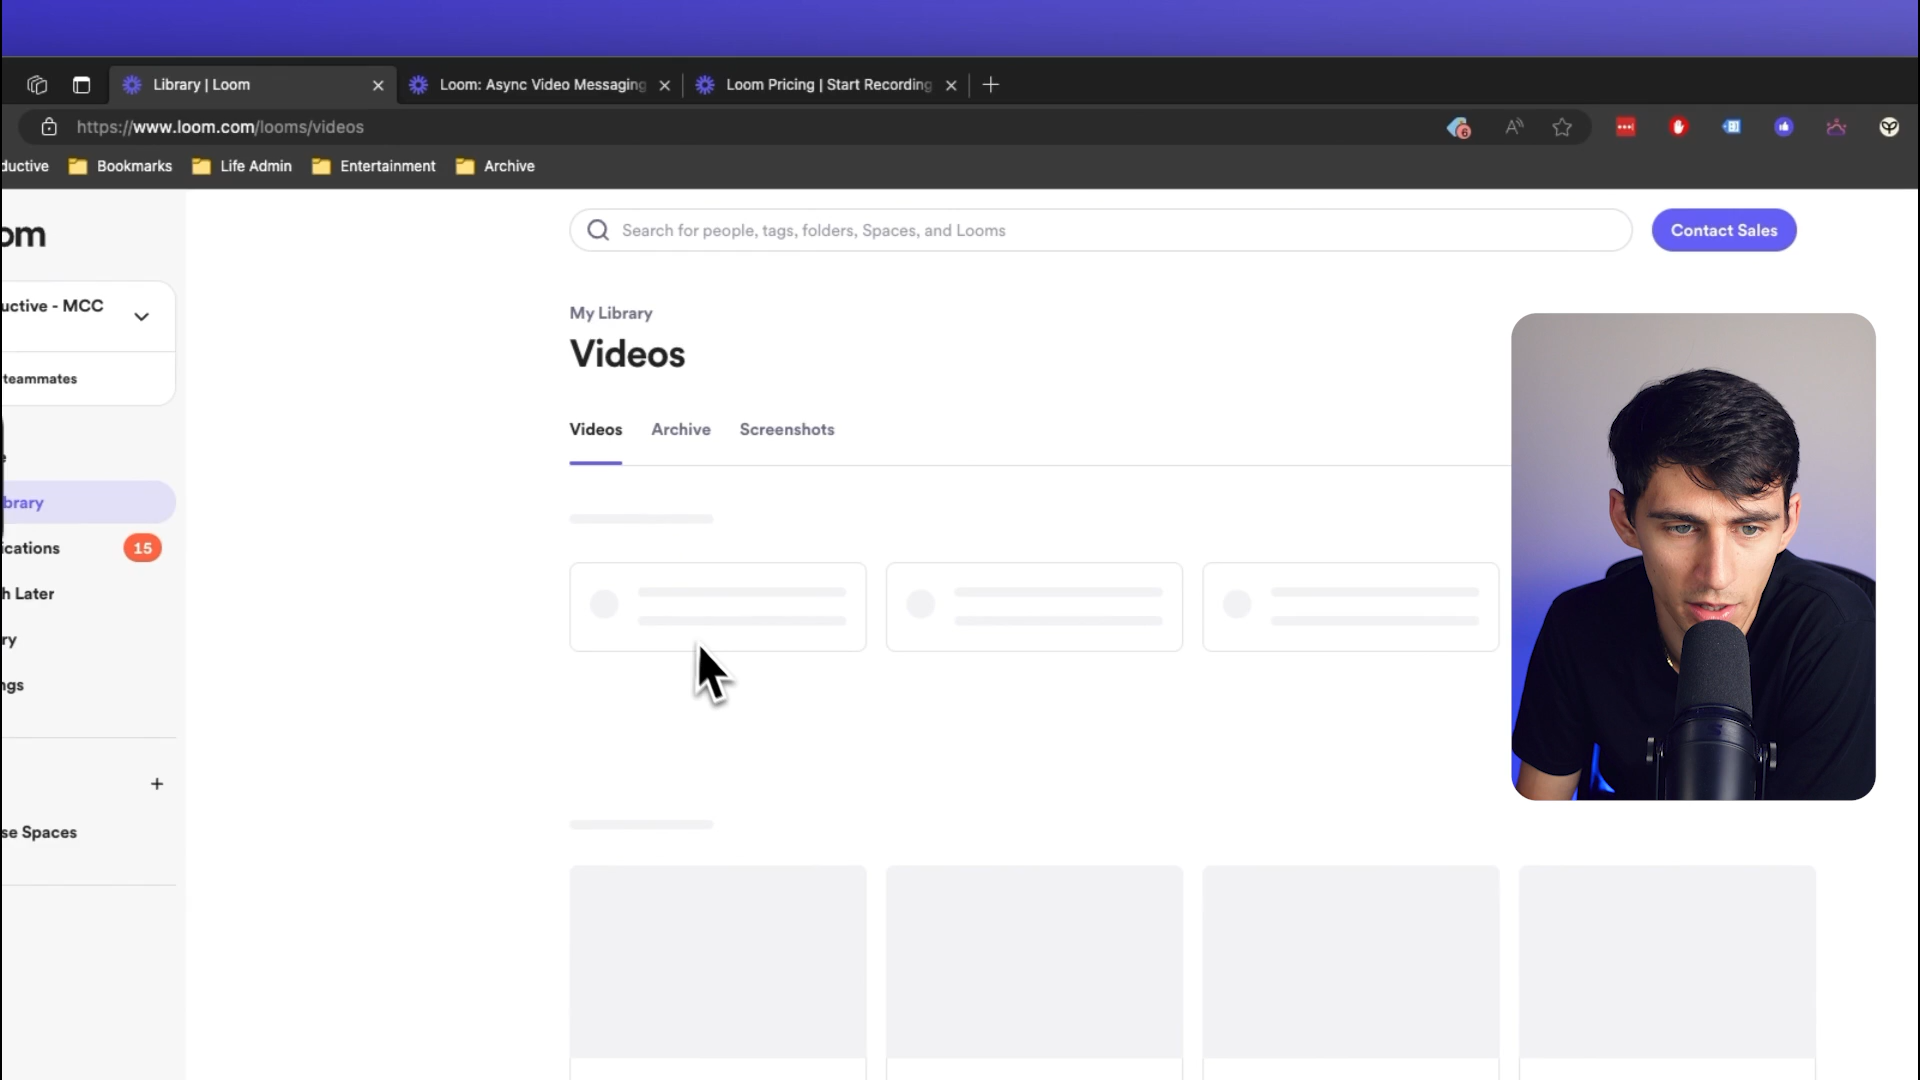 Library | Loom
Loom: Async Video Messaging
Loom Pricing | Start Recording
https://www.loom.com/looms/videos
6
ductive
Bookmarks
Life Admin
Entertainment
Archive
om
Search for people, tags, folders, Spaces, and Looms
Contact Sales
uctive - MCC
teammates
My Library
Videos
Videos
Archive
Screenshots
e
brary
ications
15
h Later
ry
ngs
se Spaces